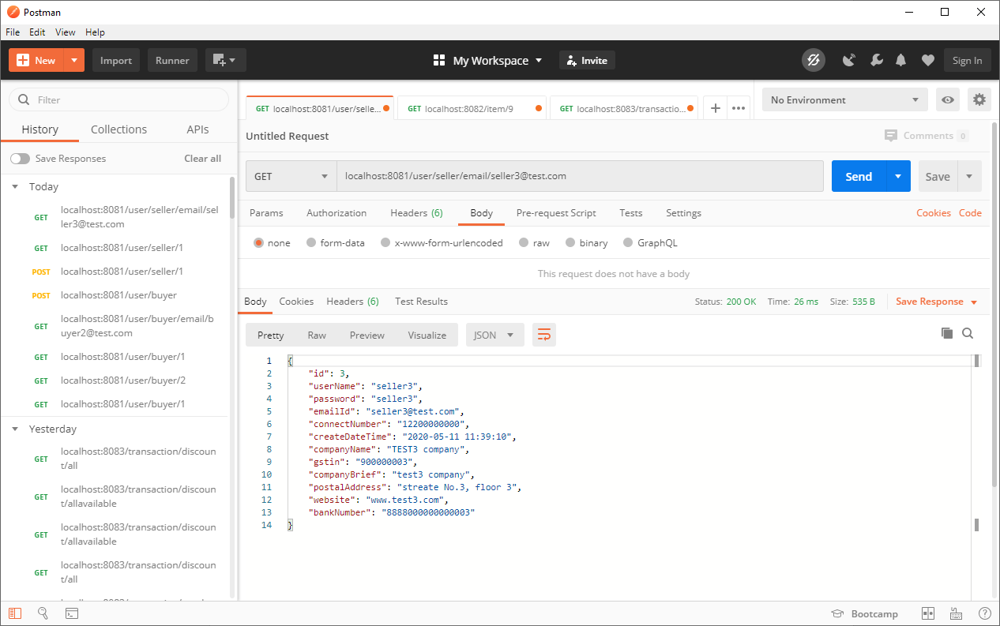 Postman
File Edit View Help
New Import Runner My Workspace Invite Sign In
Filter
History Collections APIs
Save Responses Clear all
Today
GET localhost:8081/user/seller/email/sel
ler3@test.com
GET localhost:8081/user/seller/1
POST localhost:8081/user/seller/1
POST localhost:8081/user/buyer
GET localhost:8081/user/buyer/email/b
uyer2@test.com
GET localhost:8081/user/buyer/1
GET localhost:8081/user/buyer/2
GET localhost:8081/user/buyer/1
Yesterday
GET localhost:8083/transaction/discoun
t/all
GET localhost:8083/transaction/discoun
t/allavailable
GET localhost:8083/transaction/discoun
t/allavailable
GET localhost:8083/transaction/discoun
t/all
GET localhost:8081/user/selle... GET localhost:8082/item/9 GET localhost:8083/transactio... No Environment
Untitled Request Comments 0
GET localhost:8081/user/seller/email/seller3@test.com Send Save
Params Authorization Headers (6) Body Pre-request Script Tests Settings Cookies Code
none form-data x-www-form-urlencoded raw binary GraphQL
This request does not have a body
Body Cookies Headers (6) Test Results Status: 200 OK Time: 26 ms Size: 535 B Save Response
Pretty Raw Preview Visualize JSON
1 {
2 "id": 3,
3 "userName": "seller3",
4 "password": "seller3",
5 "emailId": "seller3@test.com",
6 "connectNumber": "12200000000",
7 "createDateTime": "2020-05-11 11:39:10",
8 "companyName": "TEST3 company",
9 "gstin": "900000003",
10 "companyBrief": "test3 company",
11 "postalAddress": "streate No.3, floor 3",
12 "website": "www.test3.com",
13 "bankNumber": "8888000000000003"
14 }
Bootcamp